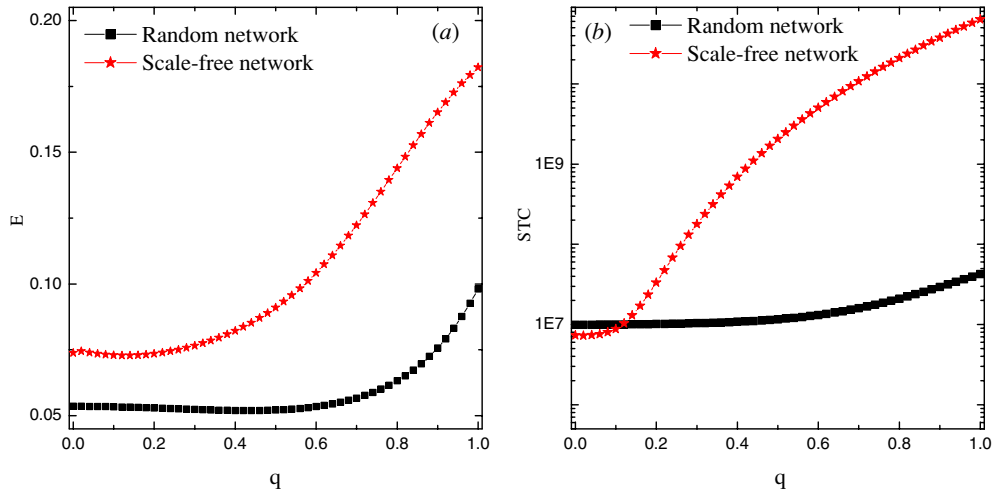 Random network
Scale-free network
(a)
0.20
0.15
0.10
0.05
E
0.0 0.2 0.4 0.6 0.8 1.0
q
Random network
Scale-free network
(b)
1E9
1E7
STC
0.0 0.2 0.4 0.6 0.8 1.0
q